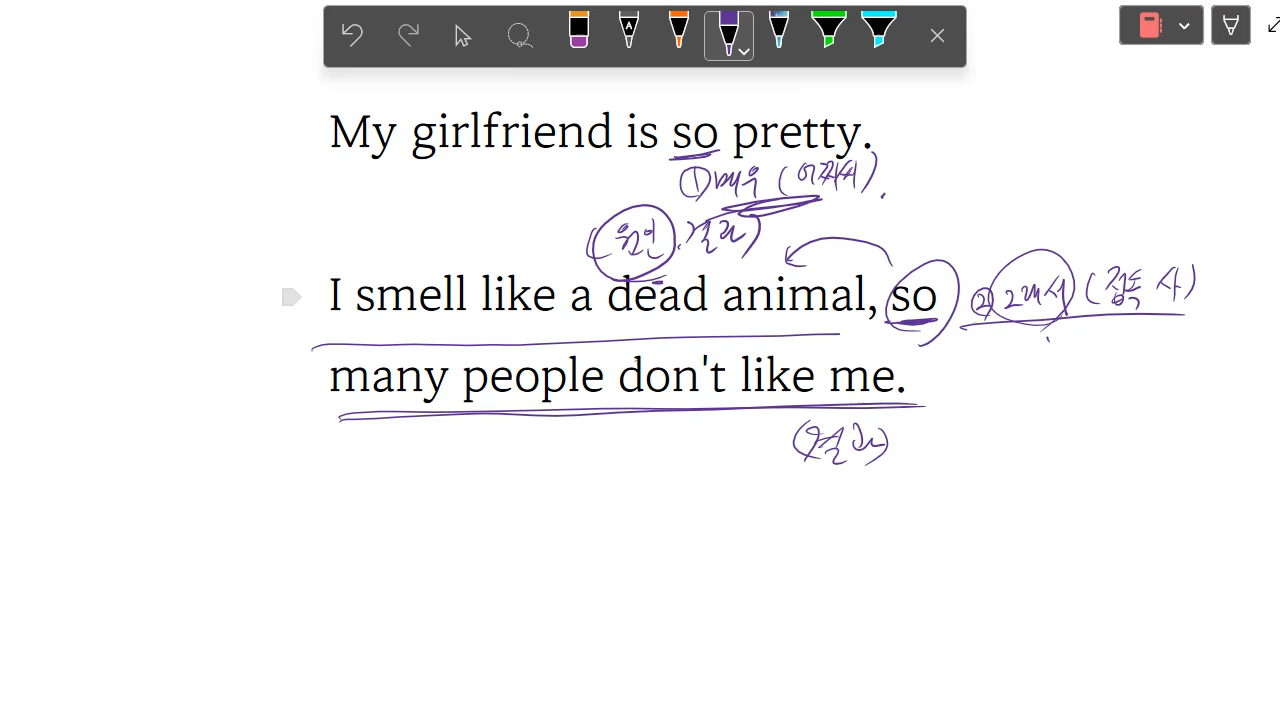 My girlfriend is so pretty.
①매우 (어찌씨).
(원인.결과)
I smell like a dead animal, so ②그래서 (접속사)
many people don't like me.
(결과)